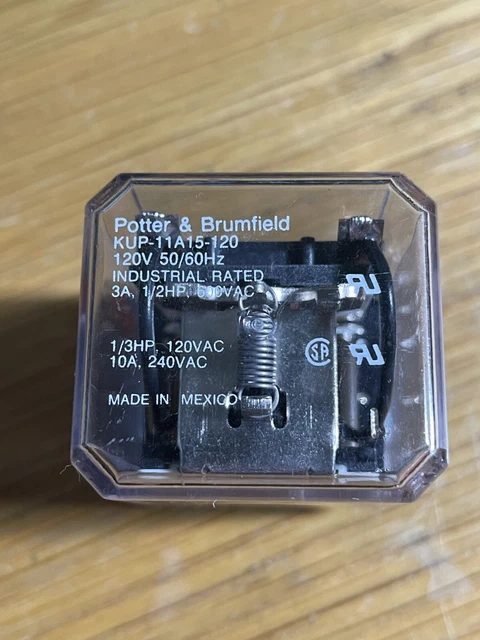 Potter & Brumfield
KUP-11A15-120
120V 50/60Hz
INDUSTRIAL RATED
3A, 1/2HP, 600VAC
1/3HP, 120VAC
10A, 240VAC
MADE IN MEXICO